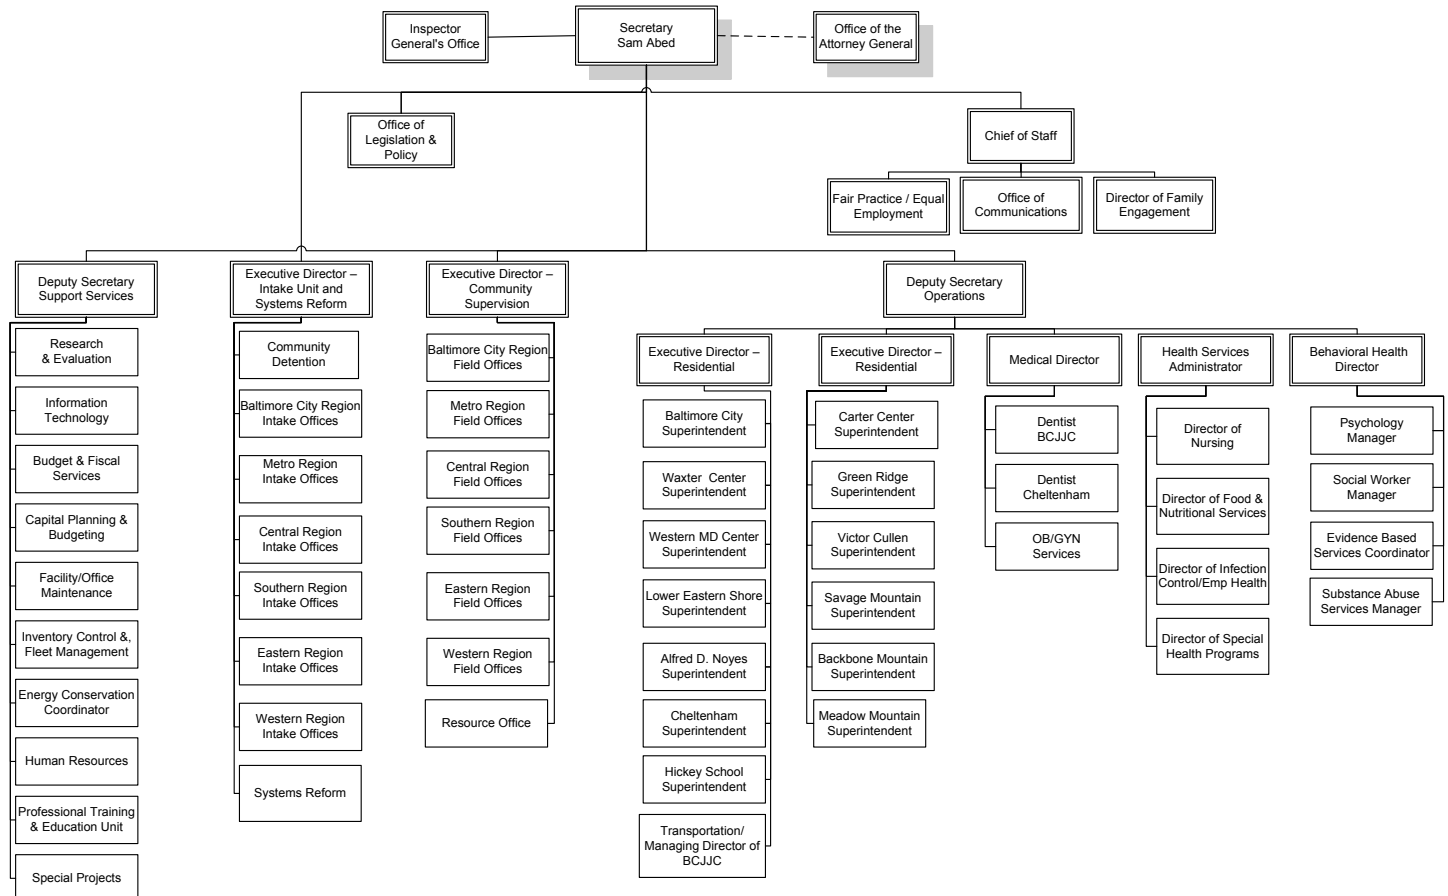 Inspector
General's Office
Secretary
Sam Abed
Office of the
Attorney General
Office of
Legislation &
Policy
Chief of Staff
Fair Practice / Equal
Employment
Office of
Communications
Director of Family
Engagement
Deputy Secretary
Support Services
Executive Director –
Intake Unit and
Systems Reform
Executive Director –
Community
Supervision
Deputy Secretary
Operations
Research
& Evaluation
Information
Technology
Budget & Fiscal
Services
Capital Planning &
Budgeting
Facility/Office
Maintenance
Inventory Control &,
Fleet Management
Energy Conservation
Coordinator
Human Resources
Professional Training
& Education Unit
Special Projects
Community
Detention
Baltimore City Region
Intake Offices
Metro Region
Intake Offices
Central Region
Intake Offices
Southern Region
Intake Offices
Eastern Region
Intake Offices
Western Region
Intake Offices
Systems Reform
Baltimore City Region
Field Offices
Metro Region
Field Offices
Central Region
Field Offices
Southern Region
Field Offices
Eastern Region
Field Offices
Western Region
Field Offices
Resource Office
Executive Director –
Residential
Baltimore City
Superintendent
Waxter  Center
Superintendent
Western MD Center
Superintendent
Lower Eastern Shore
Superintendent
Alfred D. Noyes
Superintendent
Cheltenham
Superintendent
Hickey School
Superintendent
Transportation/
Managing Director of
BCJJC
Executive Director –
Residential
Carter Center
Superintendent
Green Ridge
Superintendent
Victor Cullen
Superintendent
Savage Mountain
Superintendent
Backbone Mountain
Superintendent
Meadow Mountain
Superintendent
Medical Director
Dentist
BCJJC
Dentist
Cheltenham
OB/GYN
Services
Health Services
Administrator
Director of
Nursing
Director of Food &
Nutritional Services
Director of Infection
Control/Emp Health
Director of Special
Health Programs
Behavioral Health
Director
Psychology
Manager
Social Worker
Manager
Evidence Based
Services Coordinator
Substance Abuse
Services Manager